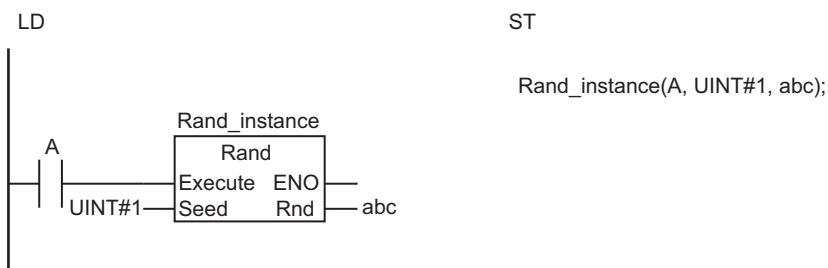 LD
ST
Rand_instance(A, UINT#1, abc);
Rand_instance
A
Rand
Execute ENO
UINT#1 Seed Rnd abc